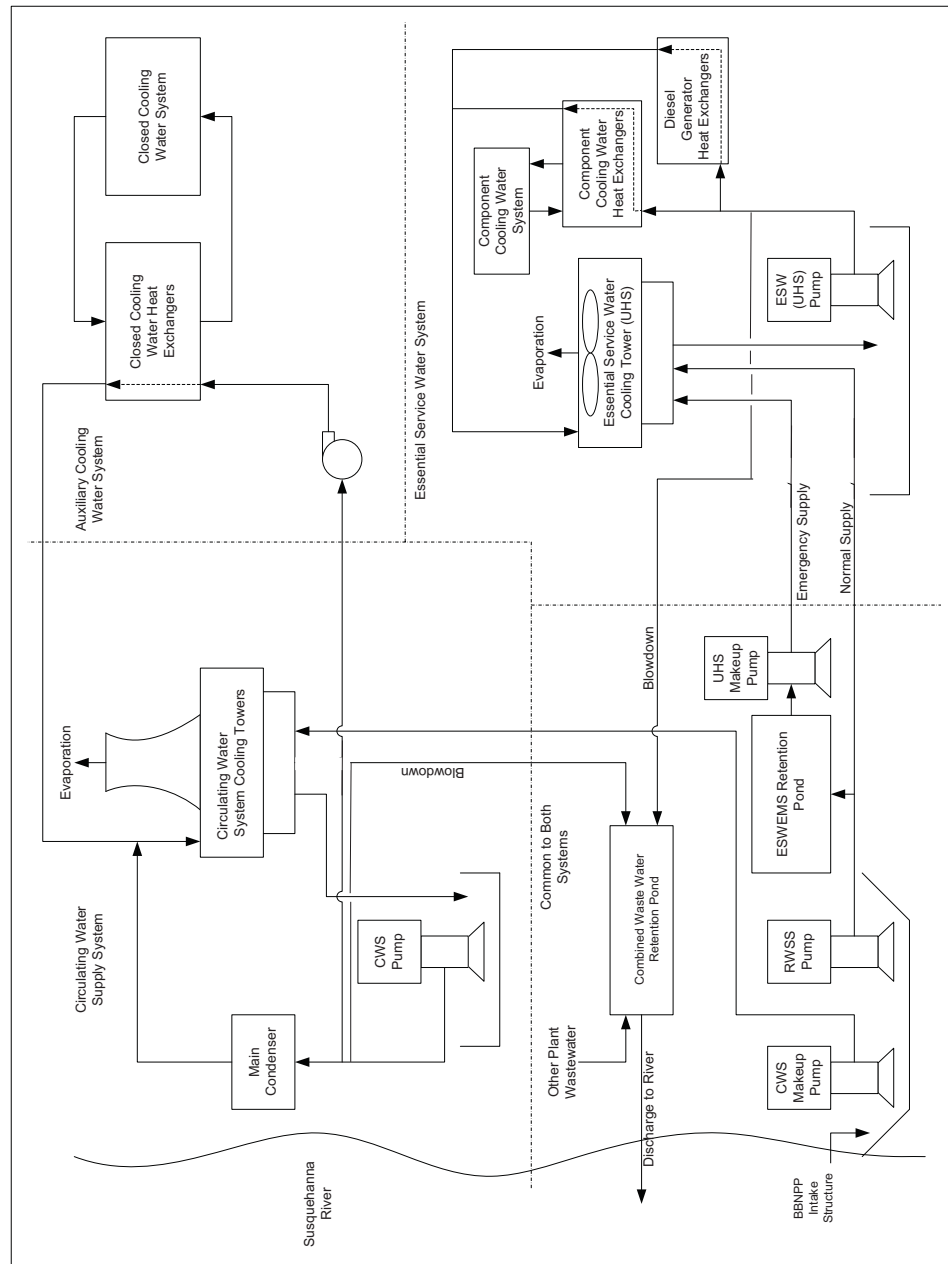 Susquehanna
River
Circulating Water
Supply System
Main
Condenser
CWS
Pump
Evaporation
Circulating Water
System Cooling Towers
Blowdown
Auxiliary Cooling
Water System
Closed Cooling
Water Heat
Exchangers
Closed Cooling
Water System
Common to Both
Systems
Other Plant
Wastewater
Combined Waste Water
Retention Pond
Discharge to River
Blowdown
BBNPP
Intake
Structure
CWS
Makeup
Pump
RWSS
Pump
ESWEMS Retention
Pond
UHS
Makeup
Pump
Emergency Supply
Normal Supply
Essential Service Water System
Evaporation
Essential Service Water
Cooling Tower (UHS)
Component
Cooling Water
System
Component
Cooling Water
Heat Exchangers
Diesel
Generator
Heat Exchangers
ESW
(UHS)
Pump